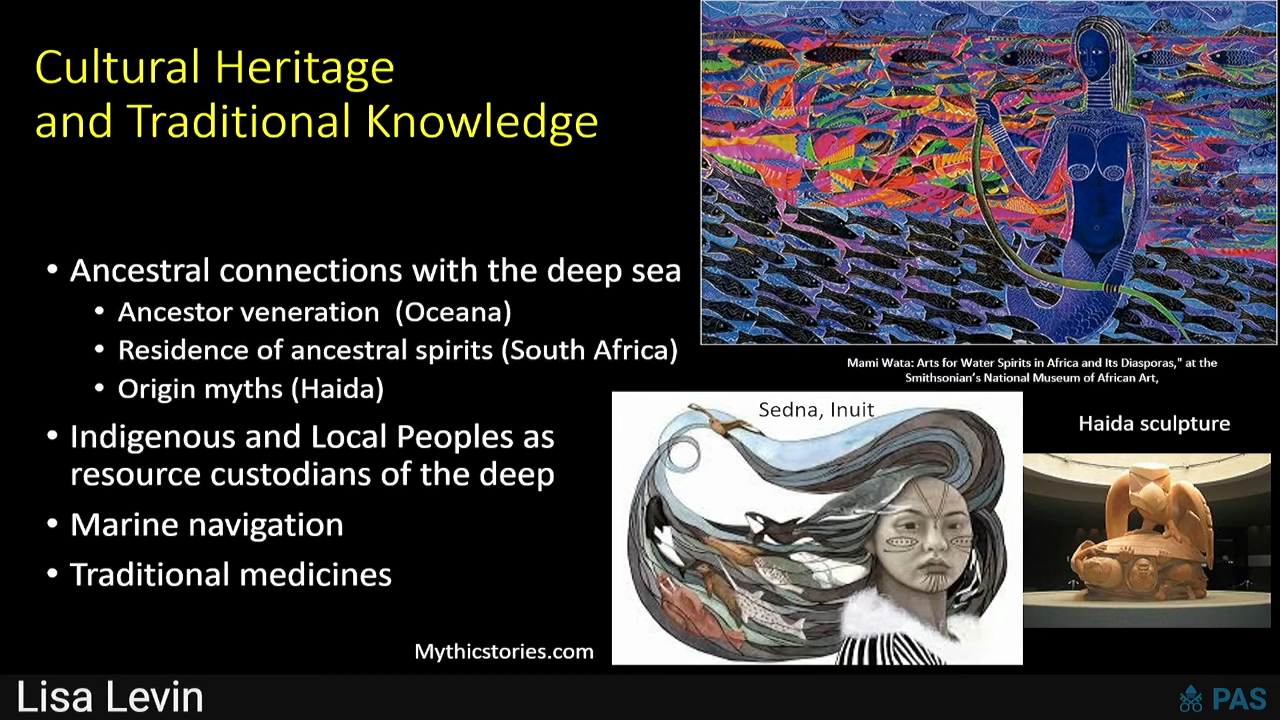 Cultural Heritage
and Traditional Knowledge
• Ancestral connections with the deep sea
• Ancestor veneration (Oceana)
• Residence of ancestral spirits (South Africa)
• Origin myths (Haida)
• Indigenous and Local Peoples as
resource custodians of the deep
• Marine navigation
• Traditional medicines
Mami Wata: Arts for Water Spirits in Africa and Its Diasporas," at the
Smithsonian's National Museum of African Art,
Sedna, Inuit
Haida sculpture
Mythicstories.com
Lisa Levin
PAS